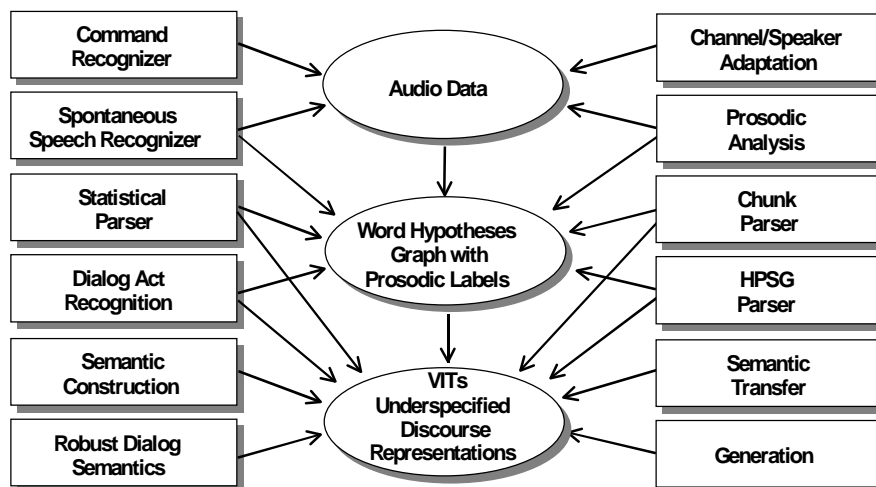 Command
Recognizer
Spontaneous
Speech Recognizer
Statistical
Parser
Dialog Act
Recognition
Semantic
Construction
Robust Dialog
Semantics
Audio Data
Word Hypotheses
Graph with
Prosodic Labels
VITs
Underspecified
Discourse
Representations
Channel/Speaker
Adaptation
Prosodic
Analysis
Chunk
Parser
HPSG
Parser
Semantic
Transfer
Generation